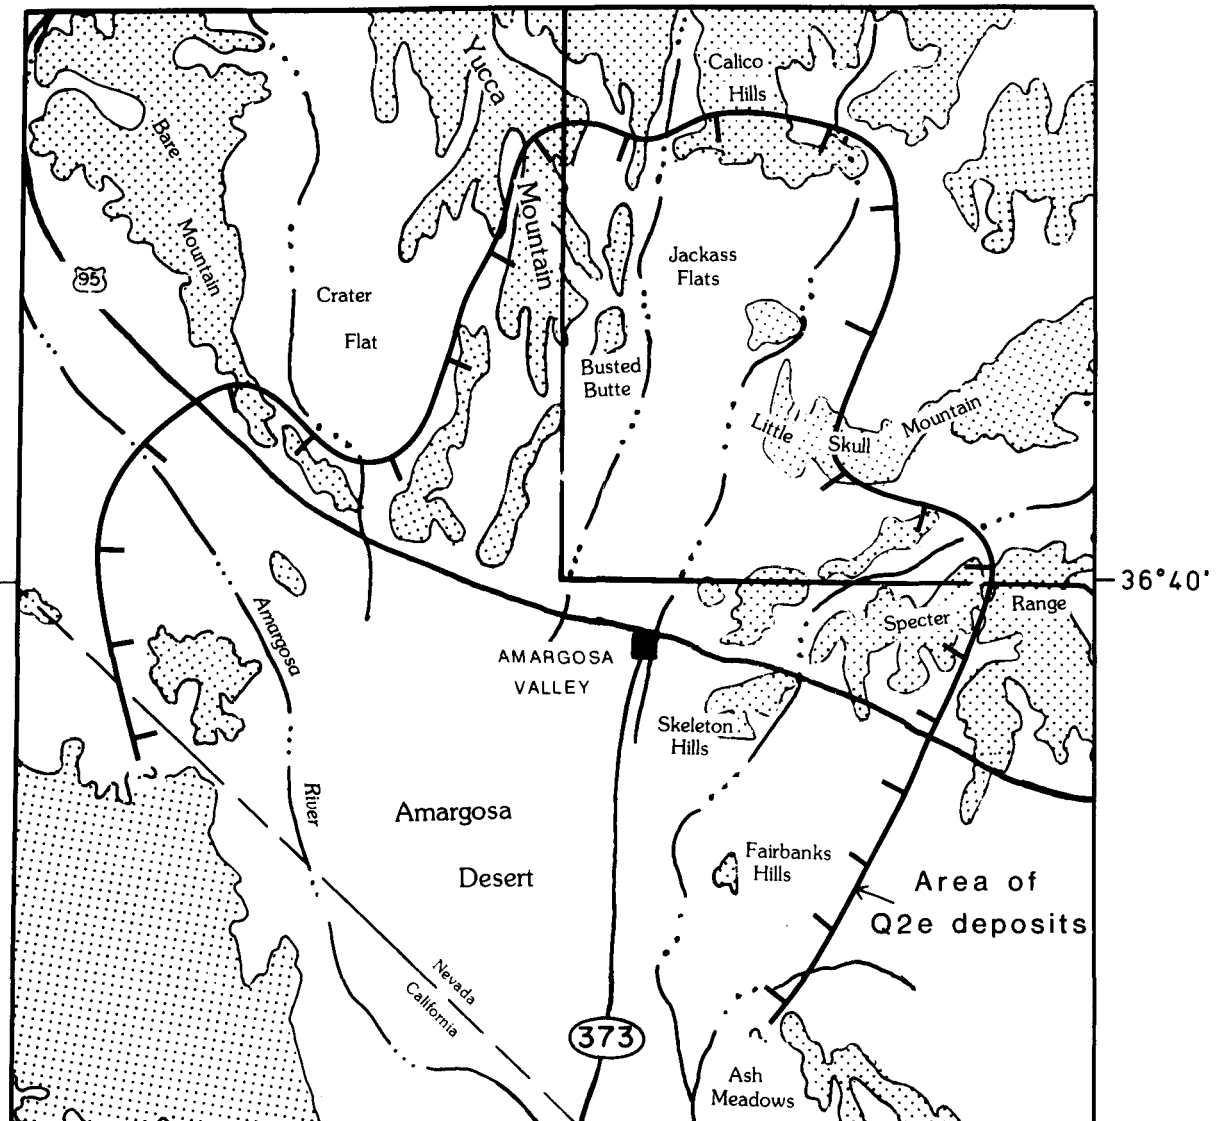 Yucca
Calico
Hills
Bare
Mountain
Mountain
95
Crater
Flat
Jackass
Flats
Busted
Butte
Little
Skull
Mountain
36°40'
Range
Specter
Amargosa
River
AMARGOSA
VALLEY
Skeleton
Hills
Amargosa
Desert
Fairbanks
Hills
Area of
Q2e deposits
Nevada
California
373
Ash
Meadows